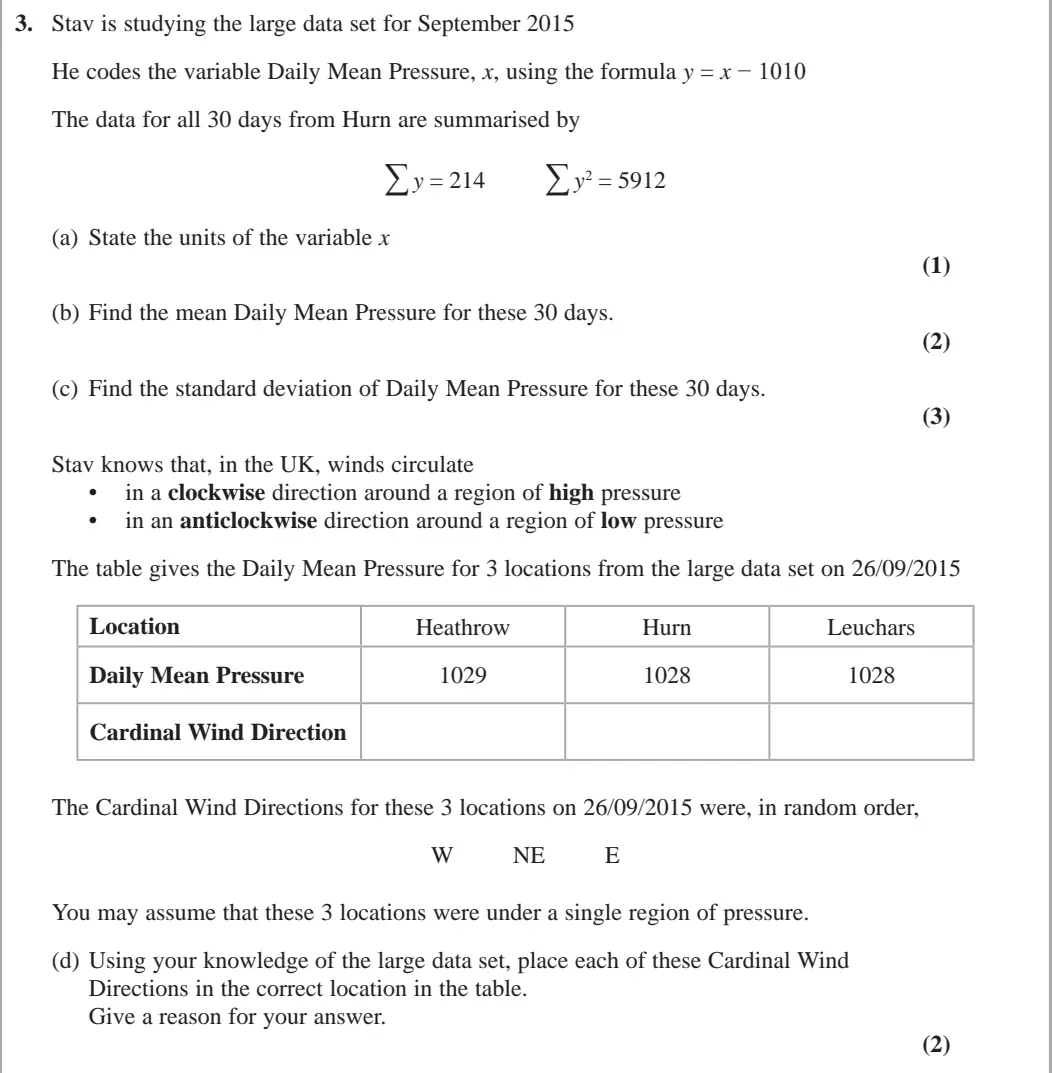 3. Stav is studying the large data set for September 2015
He codes the variable Daily Mean Pressure, x, using the formula y = x − 1010
The data for all 30 days from Hurn are summarised by
∑y = 214 ∑y² = 5912
(a) State the units of the variable x
(1)
(b) Find the mean Daily Mean Pressure for these 30 days.
(2)
(c) Find the standard deviation of Daily Mean Pressure for these 30 days.
(3)
Stav knows that, in the UK, winds circulate
• in a clockwise direction around a region of high pressure
• in an anticlockwise direction around a region of low pressure
The table gives the Daily Mean Pressure for 3 locations from the large data set on 26/09/2015
Location Heathrow Hurn Leuchars
Daily Mean Pressure 1029 1028 1028
Cardinal Wind Direction
The Cardinal Wind Directions for these 3 locations on 26/09/2015 were, in random order,
W NE E
You may assume that these 3 locations were under a single region of pressure.
(d) Using your knowledge of the large data set, place each of these Cardinal Wind
Directions in the correct location in the table.
Give a reason for your answer.
(2)